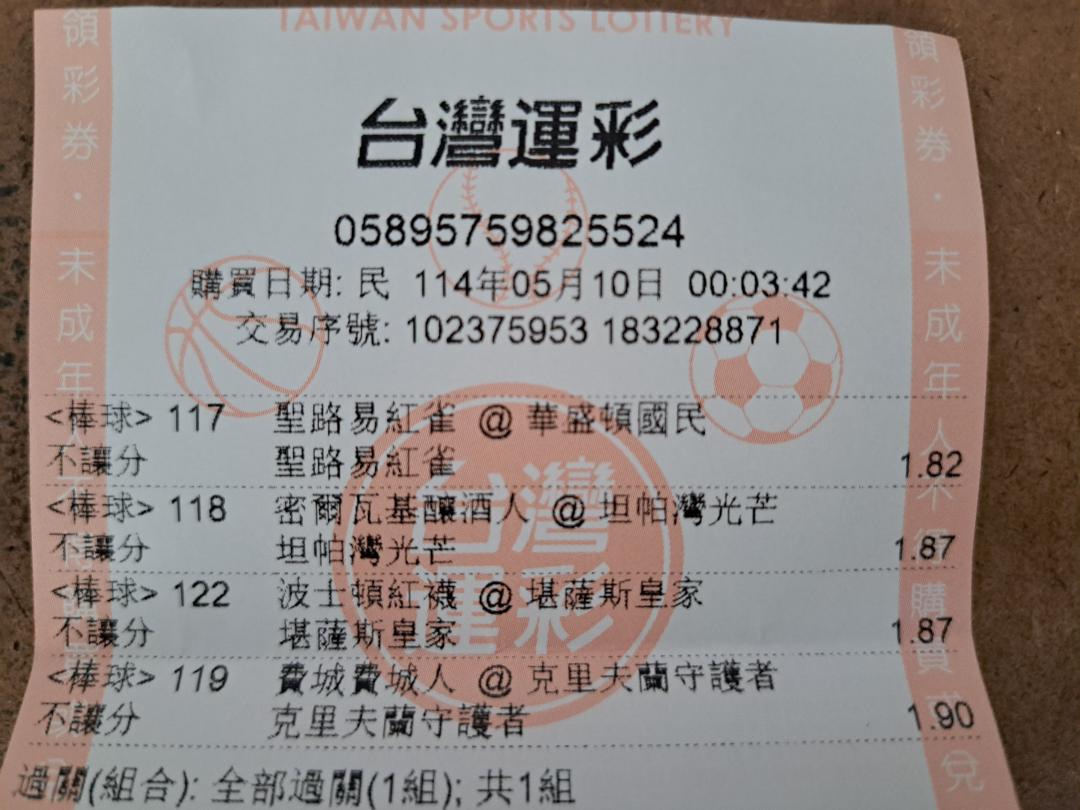 TAIWAN SPORTS LOTTERY
台灣運彩
05895759825524
購買日期: 民 114年05月10日 00:03:42
交易序號: 102375953 183228871
<棒球> 117 聖路易紅雀 @ 華盛頓國民
不讓分 聖路易紅雀 1.82
<棒球> 118 密爾瓦基釀酒人 @ 坦帕灣光芒
不讓分 坦帕灣光芒 1.87
<棒球> 122 波士頓紅襪 @ 堪薩斯皇家
不讓分 堪薩斯皇家 1.87
<棒球> 119 費城費城人 @ 克里夫蘭守護者
不讓分 克里夫蘭守護者 1.90
過關(組合): 全部過關(1組); 共1組
台灣
運彩
領彩券・未成年人不得購買
領彩券・未成年人不得購買或兌